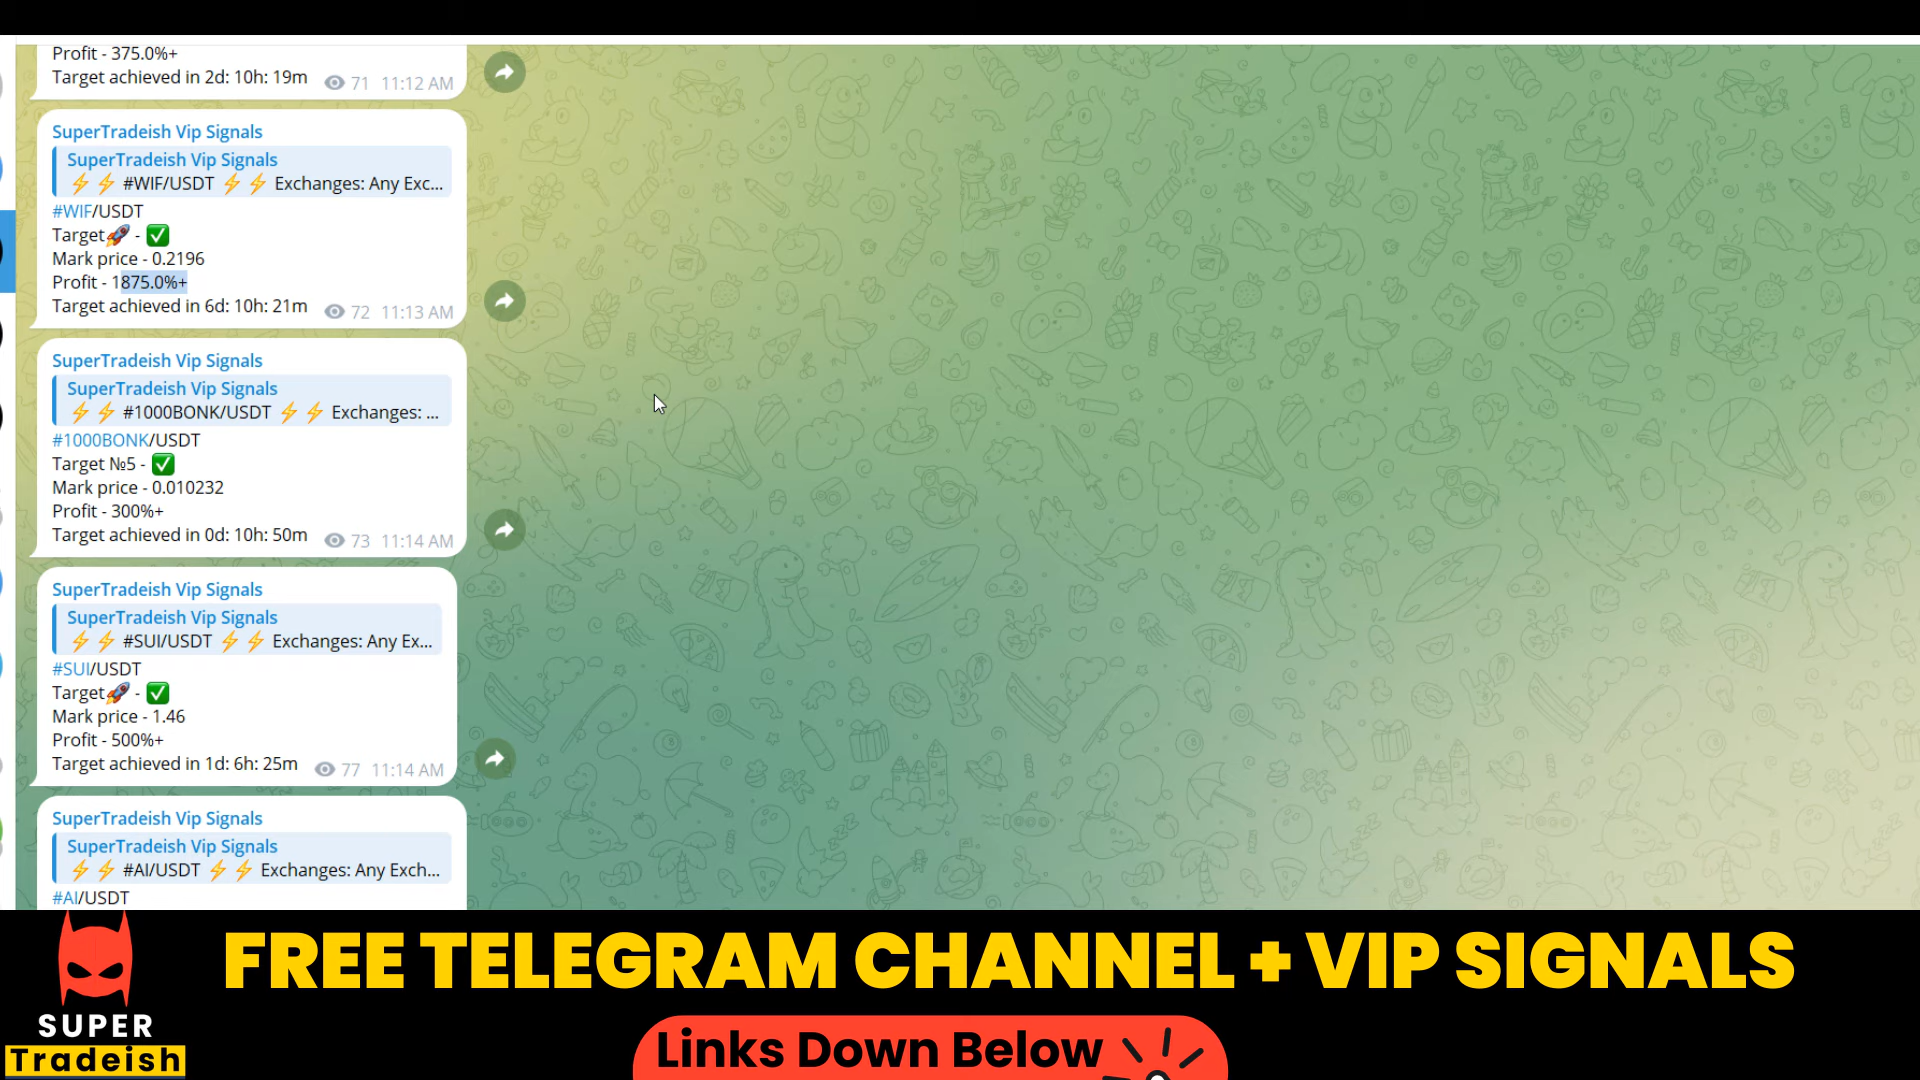 Profit - 375.0%+
Target achieved in 2d: 10h: 19m 71 11:12 AM
SuperTradeish Vip Signals
SuperTradeish Vip Signals
⚡⚡ #WIF/USDT ⚡⚡ Exchanges: Any Exc...
#WIF/USDT
Target🚀 - ✅
Mark price - 0.2196
Profit - 1875.0%+
Target achieved in 6d: 10h: 21m 72 11:13 AM
SuperTradeish Vip Signals
SuperTradeish Vip Signals
⚡⚡ #1000BONK/USDT ⚡⚡ Exchanges: ...
#1000BONK/USDT
Target №5 - ✅
Mark price - 0.010232
Profit - 300%+
Target achieved in 0d: 10h: 50m 73 11:14 AM
SuperTradeish Vip Signals
SuperTradeish Vip Signals
⚡⚡ #SUI/USDT ⚡⚡ Exchanges: Any Ex...
#SUI/USDT
Target🚀 - ✅
Mark price - 1.46
Profit - 500%+
Target achieved in 1d: 6h: 25m 77 11:14 AM
SuperTradeish Vip Signals
SuperTradeish Vip Signals
⚡⚡ #AI/USDT ⚡⚡ Exchanges: Any Exch...
#AI/USDT
FREE TELEGRAM CHANNEL + VIP SIGNALS
SUPER
Tradeish
Links Down Below